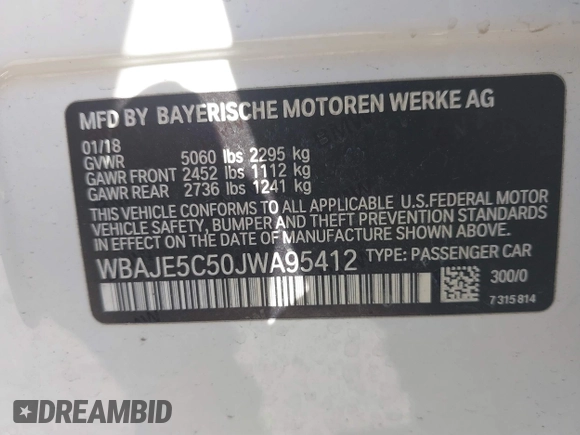 MFD BY BAYERISCHE MOTOREN WERKE AG
01/18
GVWR 5060 lbs 2295 kg
GAWR FRONT 2452 lbs 1112 kg
GAWR REAR 2736 lbs 1241 kg
THIS VEHICLE CONFORMS TO ALL APPLICABLE U.S.FEDERAL MOTOR
VEHICLE SAFETY, BUMPER AND THEFT PREVENTION STANDARDS
IN EFFECT ON THE DATE OF MANUFACTURE SHOWN ABOVE.
WBAJE5C50JWA95412 TYPE: PASSENGER CAR
300/0
7 315 814
DREAMBID